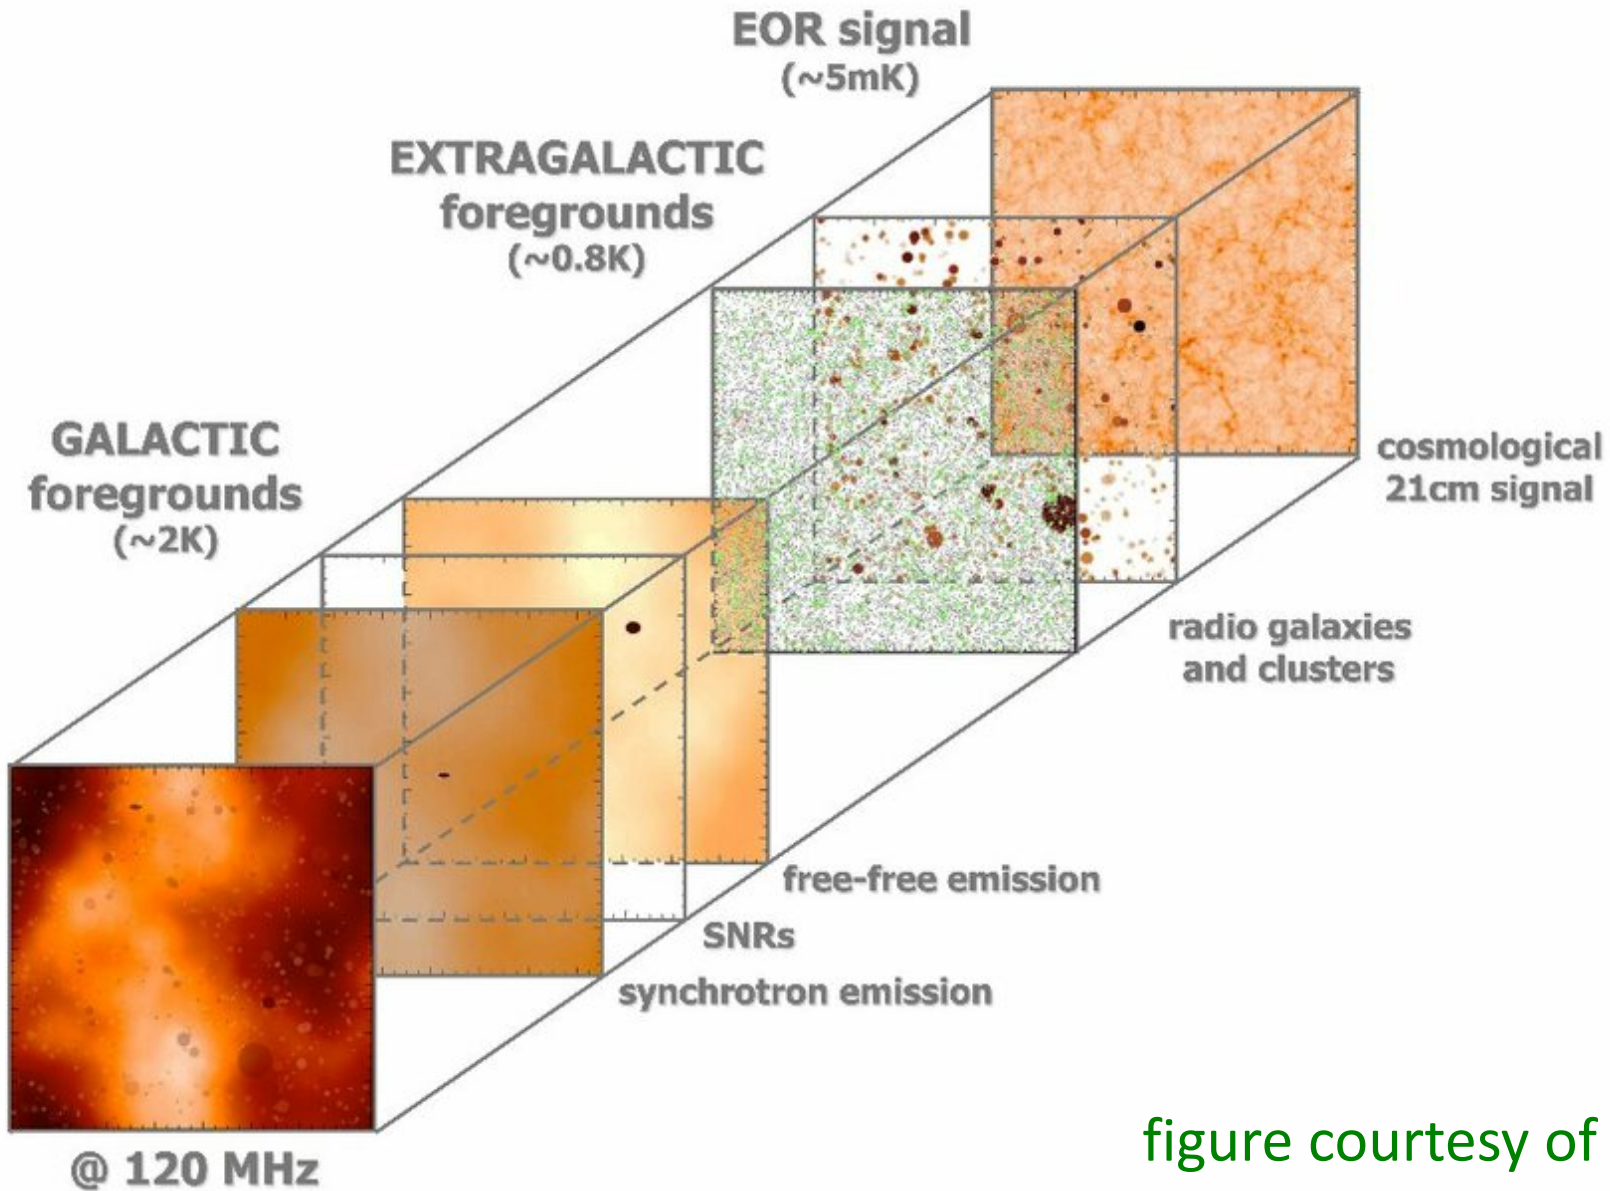 EOR signal
(~5mK)
EXTRAGALACTIC
foregrounds
(~0.8K)
GALACTIC
foregrounds
(~2K)
cosmological
21cm signal
radio galaxies
and clusters
free-free emission
SNRs
synchrotron emission
@ 120 MHz
figure courtesy of